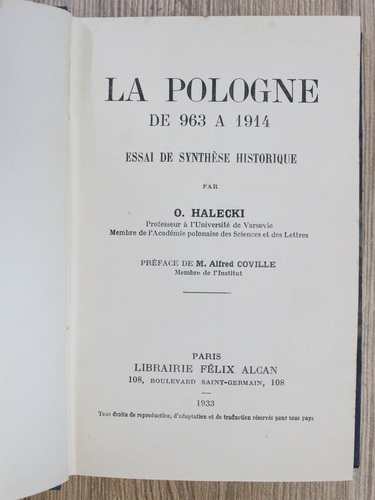 LA POLOGNE
DE 963 A 1914
ESSAI DE SYNTHÈSE HISTORIQUE
PAR
O. HALECKI
Professeur à l'Université de Varsovie
Membre de l'Académie polonaise des Sciences et des Lettres
PRÉFACE DE M. Alfred COVILLE
Membre de l'Institut
PARIS
LIBRAIRIE FÉLIX ALCAN
108, BOULEVARD SAINT-GERMAIN, 108
1933
Tous droits de reproduction, d'adaptation et de traduction réservés pour tous pays